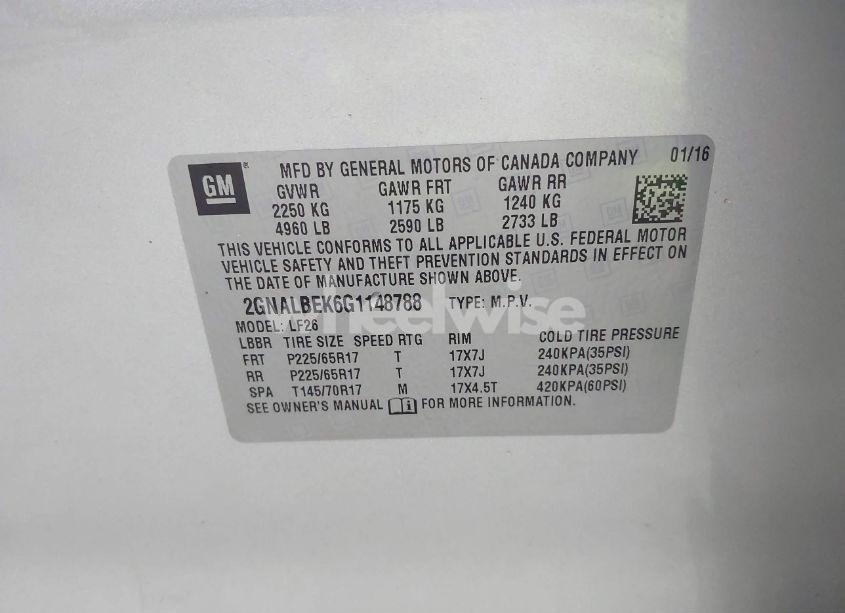 GM
MFD BY GENERAL MOTORS OF CANADA COMPANY 01/16
GVWR GAWR FRT GAWR RR
2250 KG 1175 KG 1240 KG
4960 LB 2590 LB 2733 LB
THIS VEHICLE CONFORMS TO ALL APPLICABLE U.S. FEDERAL MOTOR
VEHICLE SAFETY AND THEFT PREVENTION STANDARDS IN EFFECT ON
THE DATE OF MANUFACTURE SHOWN ABOVE.
2GNALBEK6G1148788 TYPE: M.P.V.
wheelwise
MODEL: LF26
LBBR TIRE SIZE SPEED RTG RIM COLD TIRE PRESSURE
FRT P225/65R17 T 17X7J 240KPA(35PSI)
RR P225/65R17 T 17X7J 240KPA(35PSI)
SPA T145/70R17 M 17X4.5T 420KPA(60PSI)
SEE OWNER'S MANUAL FOR MORE INFORMATION.